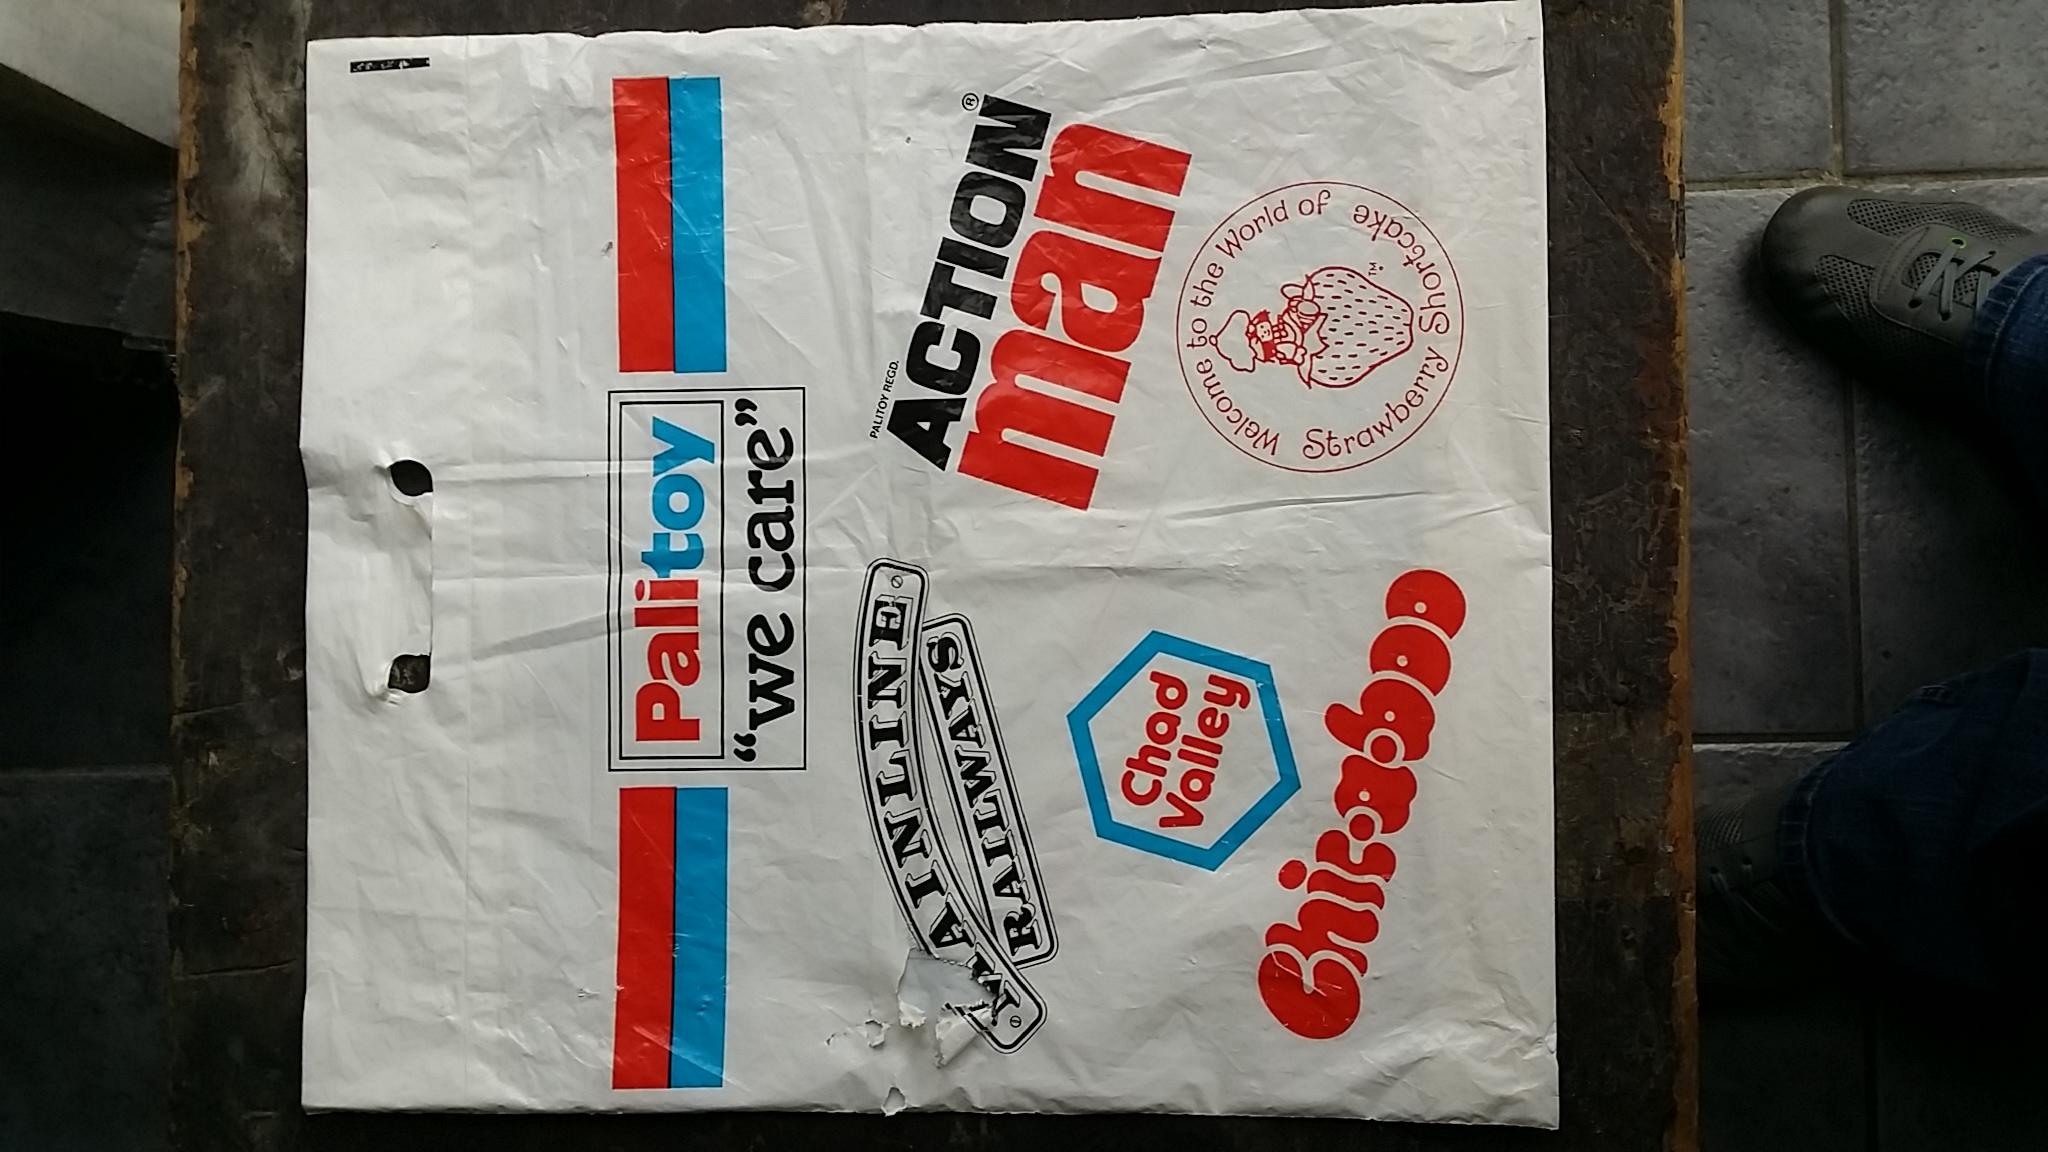 Palitoy
"we care"
PALITOY REGD.
ACTION®
man
MAINLINE
RAILWAYS
Welcome to the World of
Strawberry Shortcake
TM
Chad
Valley
Chicaboo